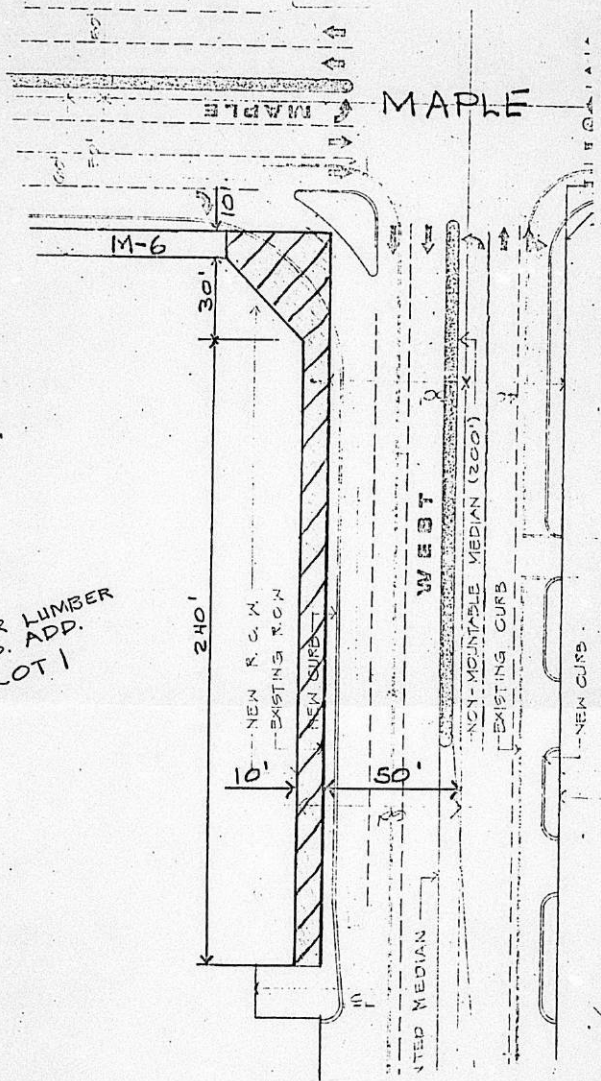 MAPLE
MAPLE
10'
M-6
30'
240'
LUMBER
ADD.
LOT 1
NEW R.O.W.
EXISTING R.O.W
NEW CURB
WEST
NON-MOUNTABLE MEDIAN (200')
EXISTING CURB
NEW CURB
10'
50'
MEDIAN